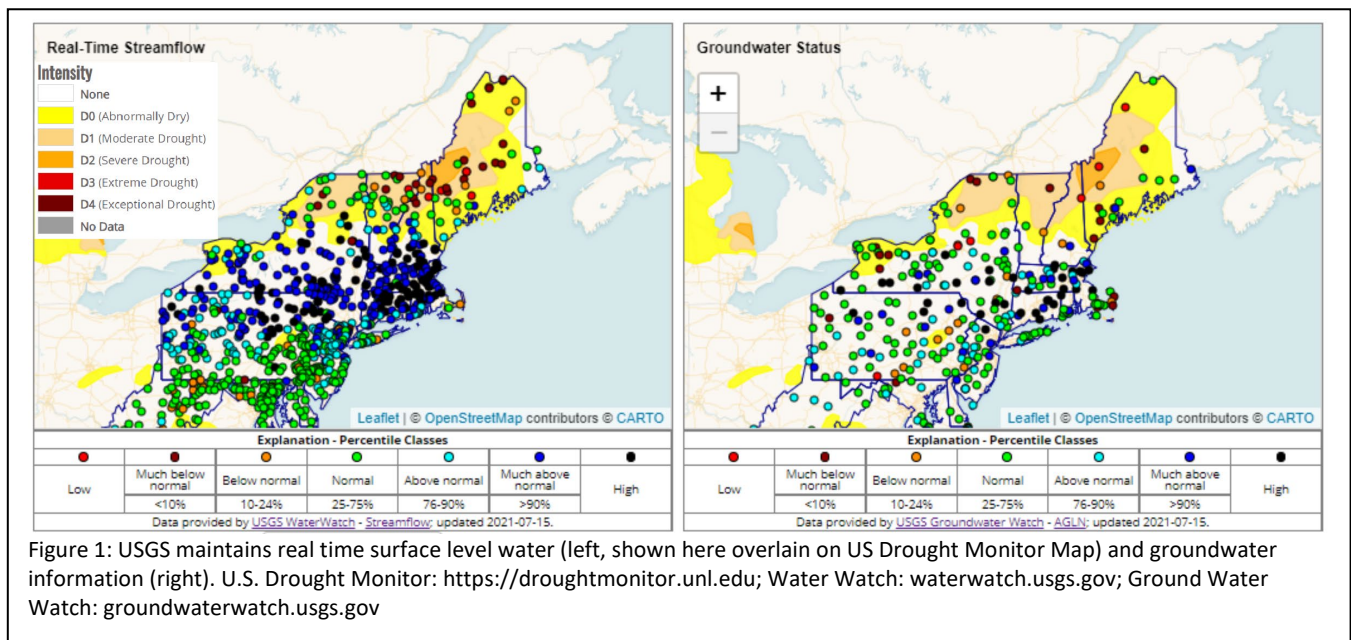 Real-Time Streamflow
Intensity
None
D0 (Abnormally Dry)
D1 (Moderate Drought)
D2 (Severe Drought)
D3 (Extreme Drought)
D4 (Exceptional Drought)
No Data
Leaflet | © OpenStreetMap contributors © CARTO
Explanation - Percentile Classes
Low
Much below normal
Below normal
Normal
Above normal
Much above normal
High
<10%
10-24%
25-75%
76-90%
>90%
Data provided by USGS WaterWatch - Streamflow; updated 2021-07-15.
Groundwater Status
+
−
Leaflet | © OpenStreetMap contributors © CARTO
Explanation - Percentile Classes
Low
Much below normal
Below normal
Normal
Above normal
Much above normal
High
<10%
10-24%
25-75%
76-90%
>90%
Data provided by USGS Groundwater Watch - AGLN; updated 2021-07-15.
Figure 1: USGS maintains real time surface level water (left, shown here overlain on US Drought Monitor Map) and groundwater
information (right). U.S. Drought Monitor: https://droughtmonitor.unl.edu; Water Watch: waterwatch.usgs.gov; Ground Water
Watch: groundwaterwatch.usgs.gov